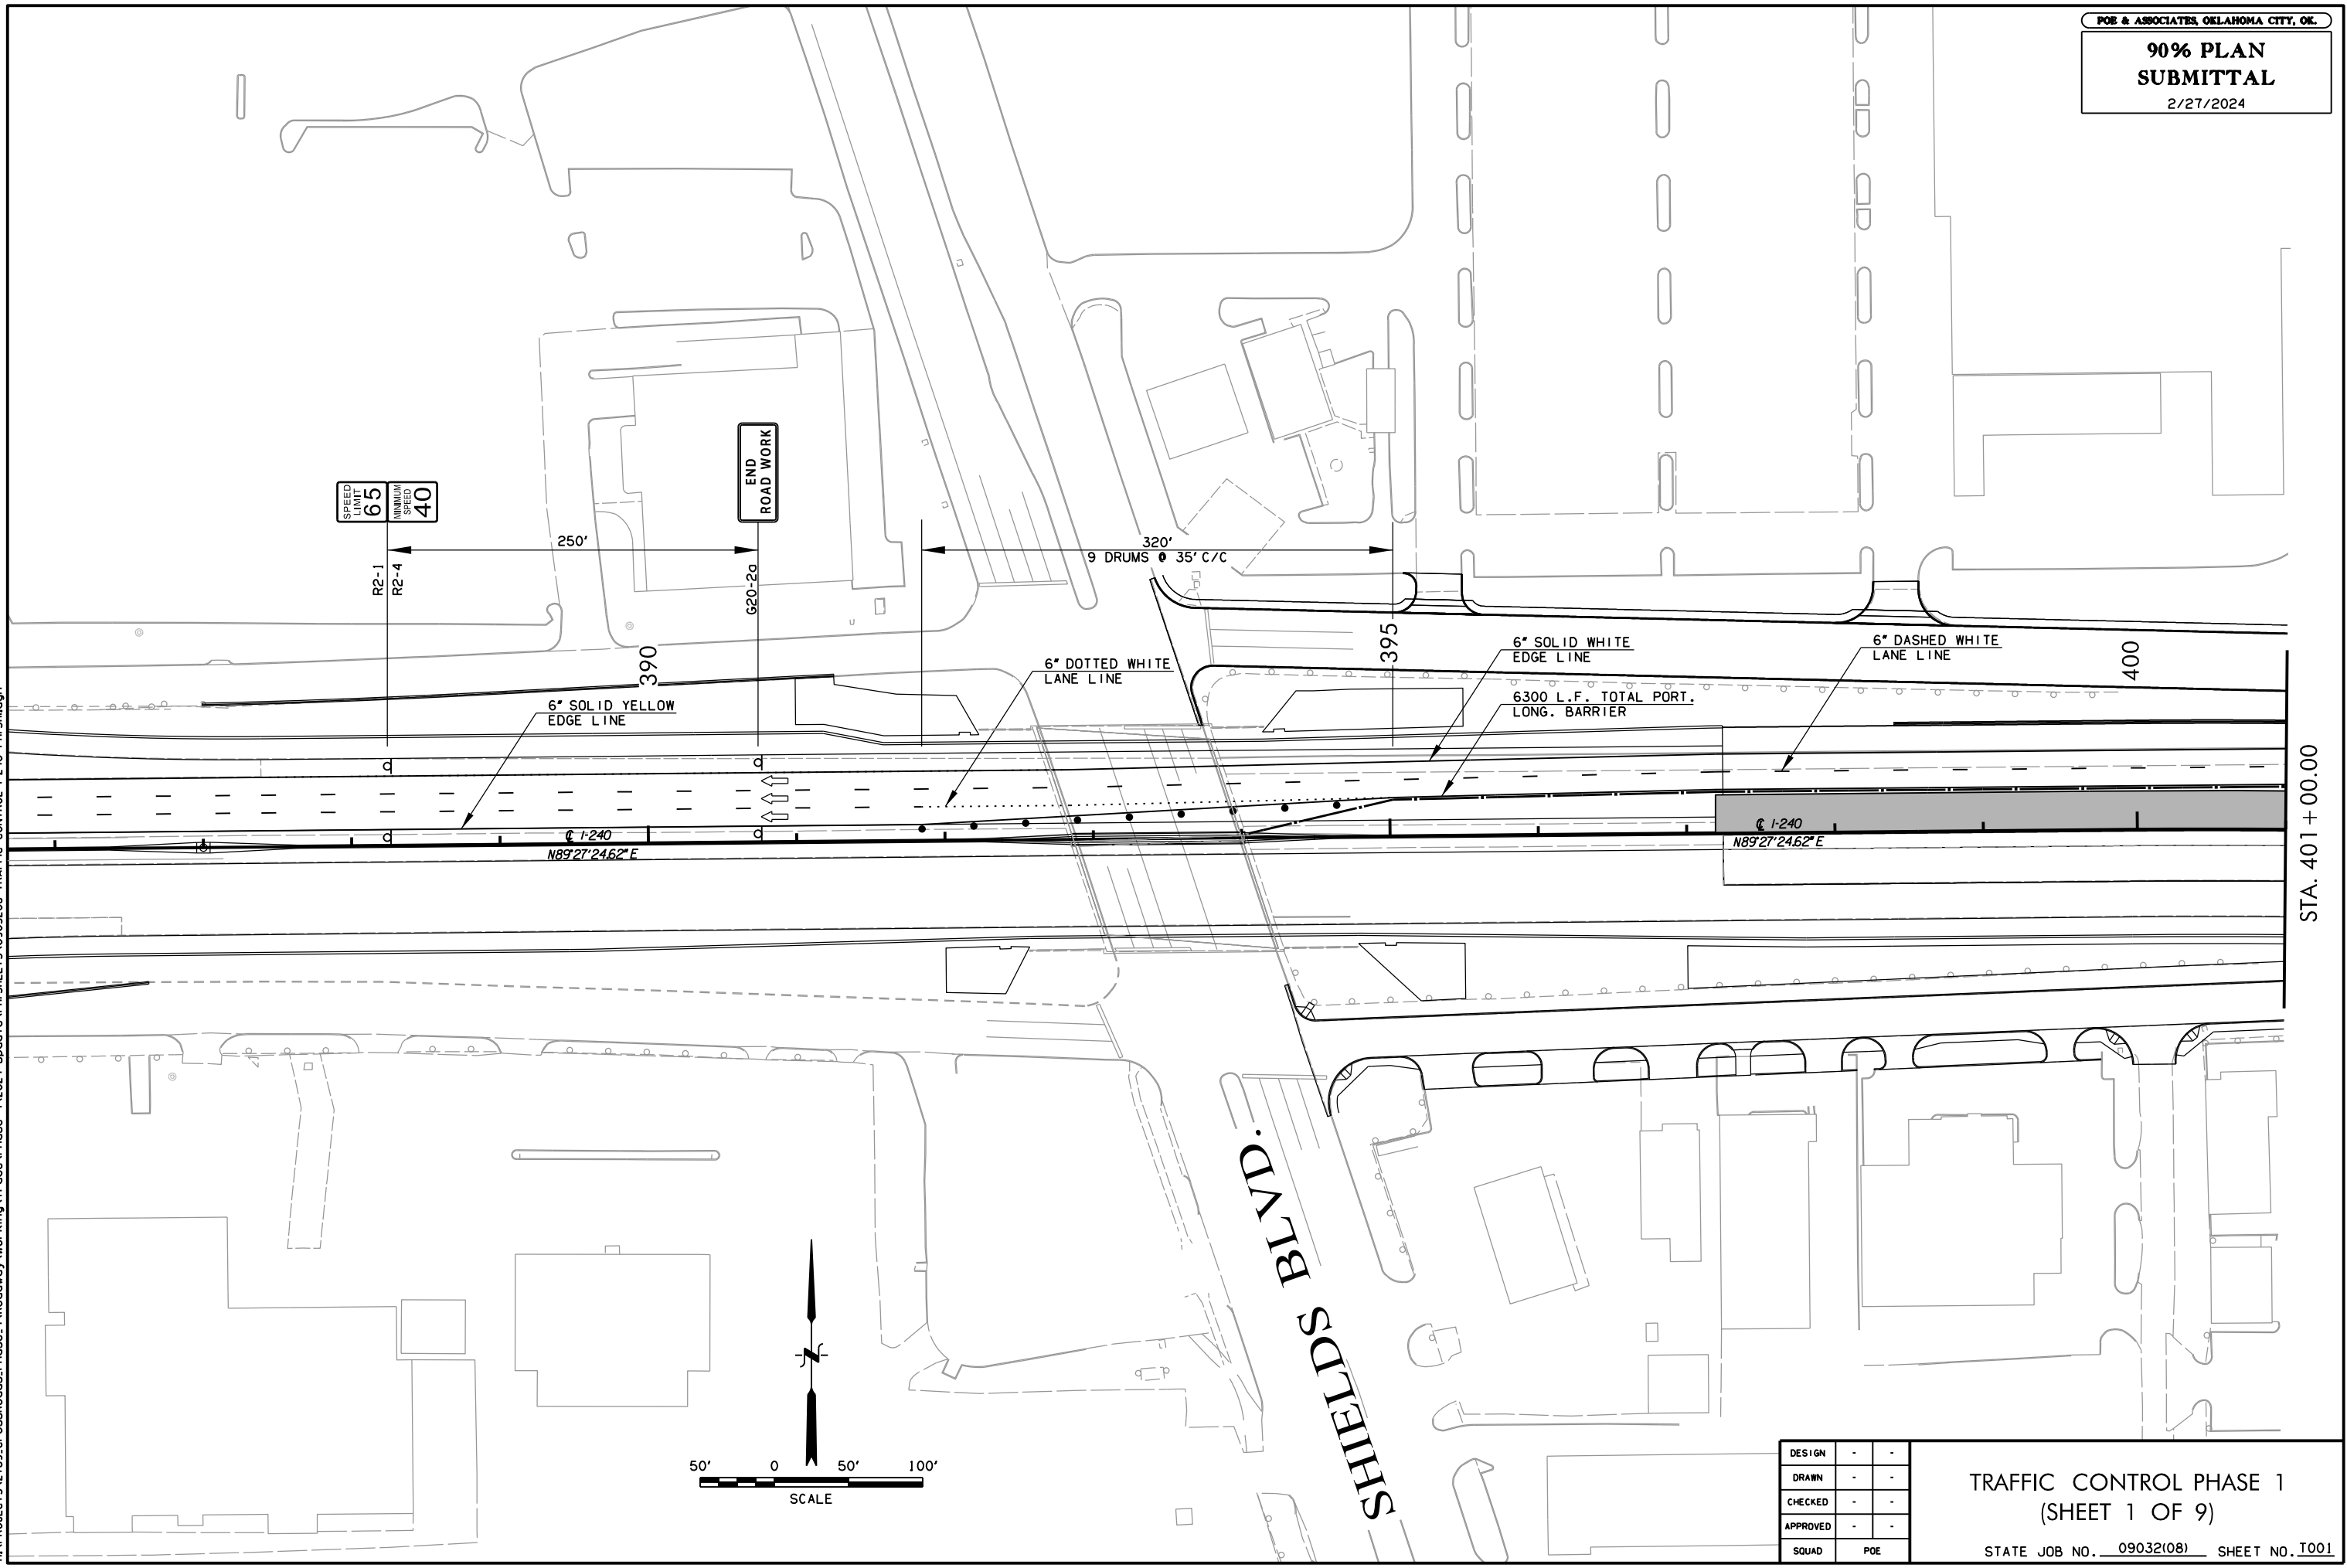 POE & ASSOCIATES, OKLAHOMA CITY, OK.
90% PLAN
SUBMITTAL
2/27/2024
END
ROAD WORK
SPEED
LIMIT
65
MINIMUM
SPEED
40
250'
320'
9 DRUMS @ 35' C/C
R2-1
R2-4
G20-2a
390
395
400
6" SOLID WHITE
EDGE LINE
6" DASHED WHITE
LANE LINE
6" DOTTED WHITE
LANE LINE
6300 L.F. TOTAL PORT.
LONG. BARRIER
6" SOLID YELLOW
EDGE LINE
℄ I-240
N89°27'24.62" E
℄ I-240
N89°27'24.62" E
STA. 401+00.00
SHIELDS BLVD.
N
50' 0 50' 100'
SCALE
DESIGN - -
DRAWN - -
CHECKED - -
APPROVED - -
SQUAD POE
TRAFFIC CONTROL PHASE 1
(SHEET 1 OF 9)
STATE JOB NO. 09032(08) SHEET NO. T001